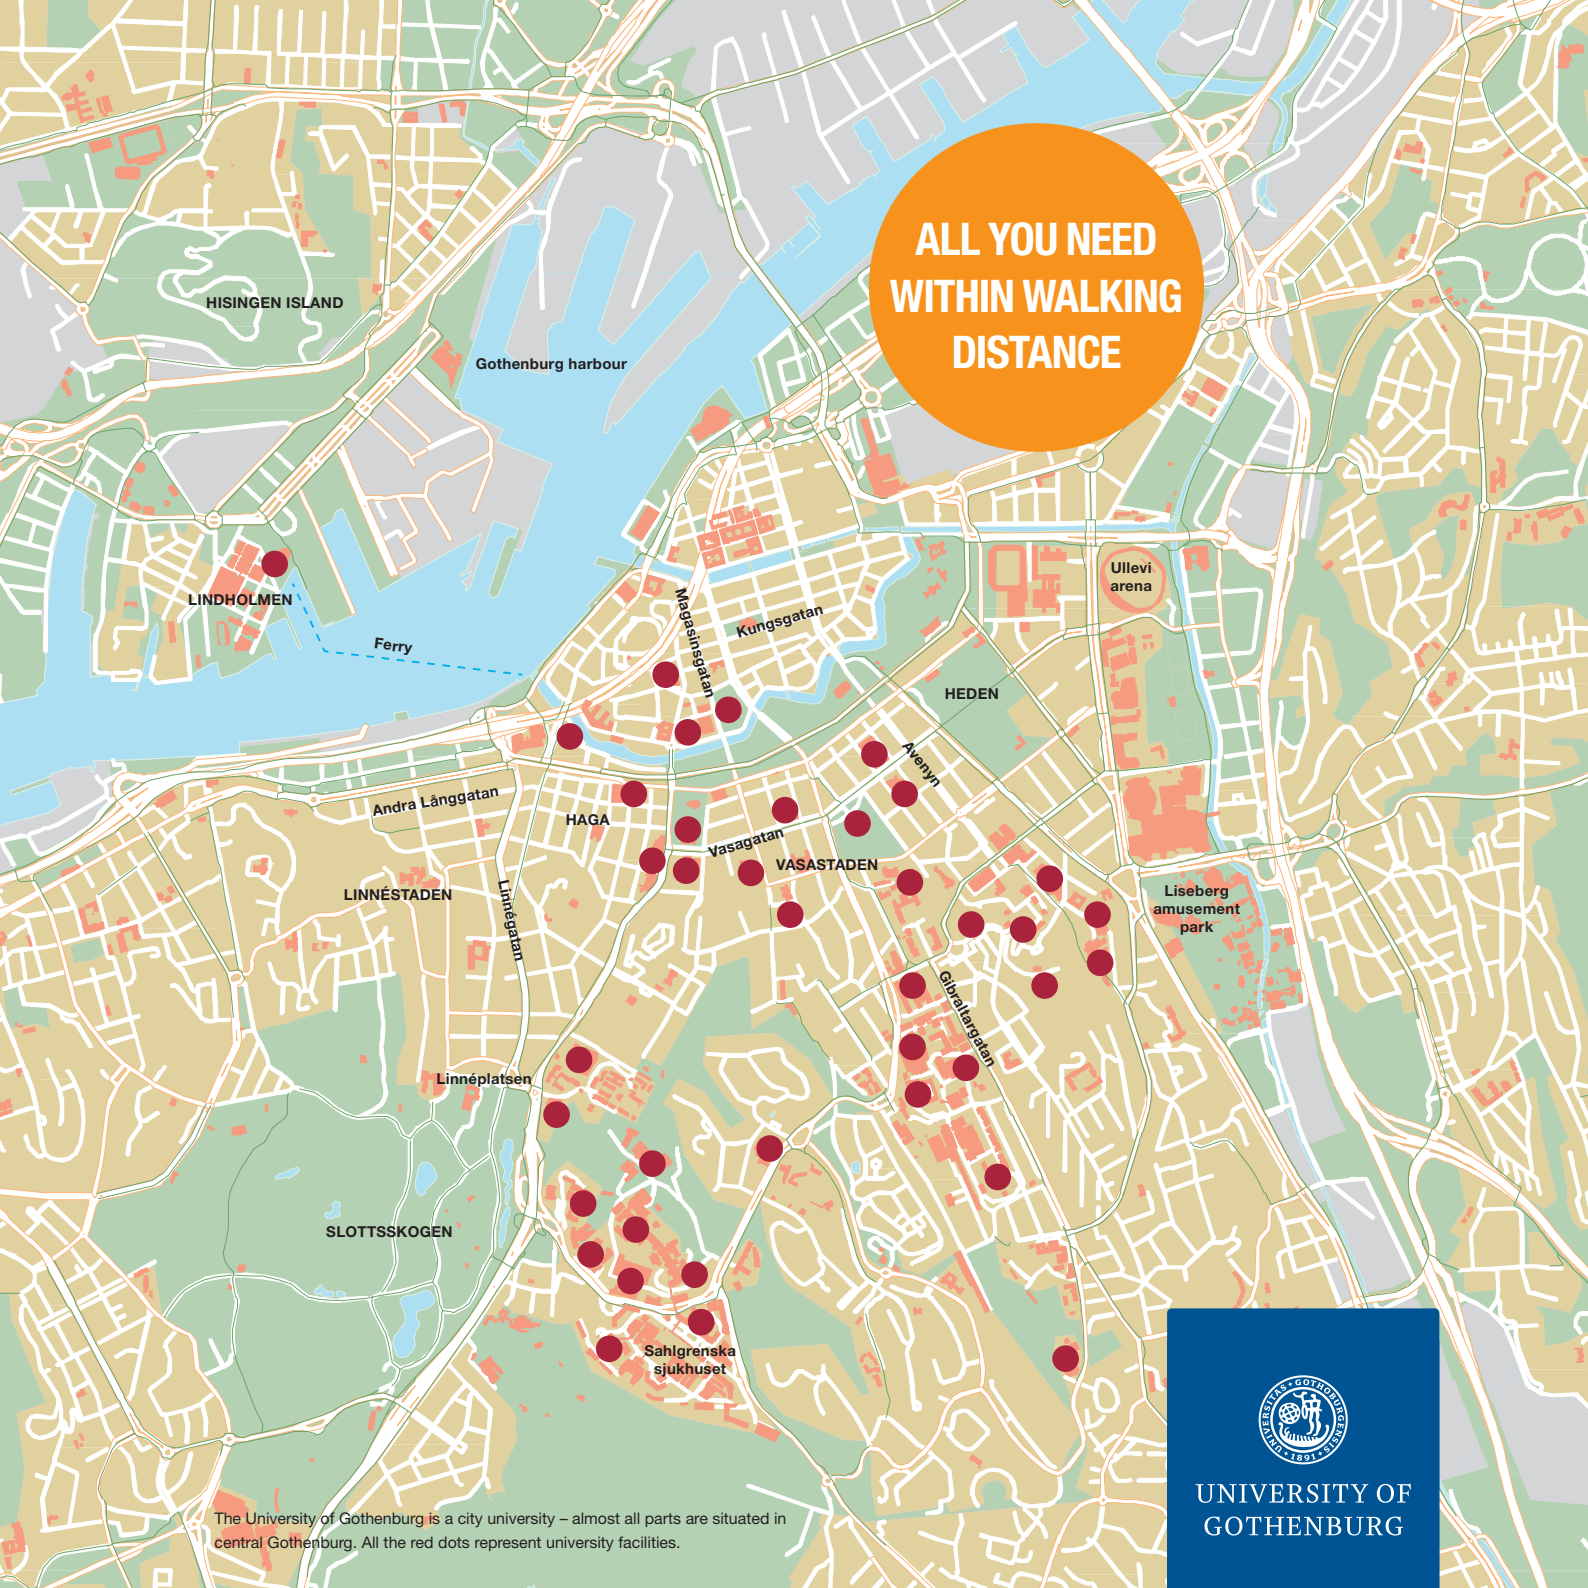 ALL YOU NEED
WITHIN WALKING
DISTANCE
HISINGEN ISLAND
Gothenburg harbour
Ullevi
arena
LINDHOLMEN
Ferry
Magasinsgatan
Kungsgatan
HEDEN
Avenyn
Andra Långgatan
HAGA
Vasagatan
VASASTADEN
LINNÉSTADEN
Linnégatan
Liseberg
amusement
park
Gibraltargatan
Linnéplatsen
SLOTTSSKOGEN
Sahlgrenska
sjukhuset
UNIVERSITAS • GOTHOBURGENSIS
• 1891 •
UNIVERSITY OF
GOTHENBURG
The University of Gothenburg is a city university – almost all parts are situated in
central Gothenburg. All the red dots represent university facilities.